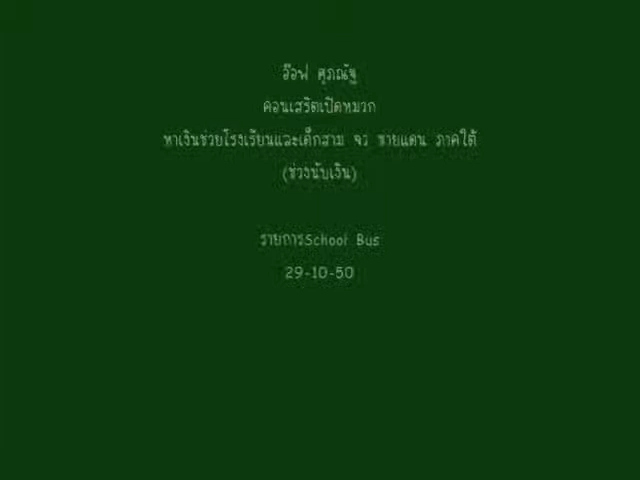 อ๊อฟ ศุภณัฐ
คอนเสริตเปิดหมวก
หาเงินช่วยโรงเรียนและเด็กสาม จว ชายแดน ภาคใต้
(ช่วงนับเงิน)
รายการSchool Bus
29-10-50